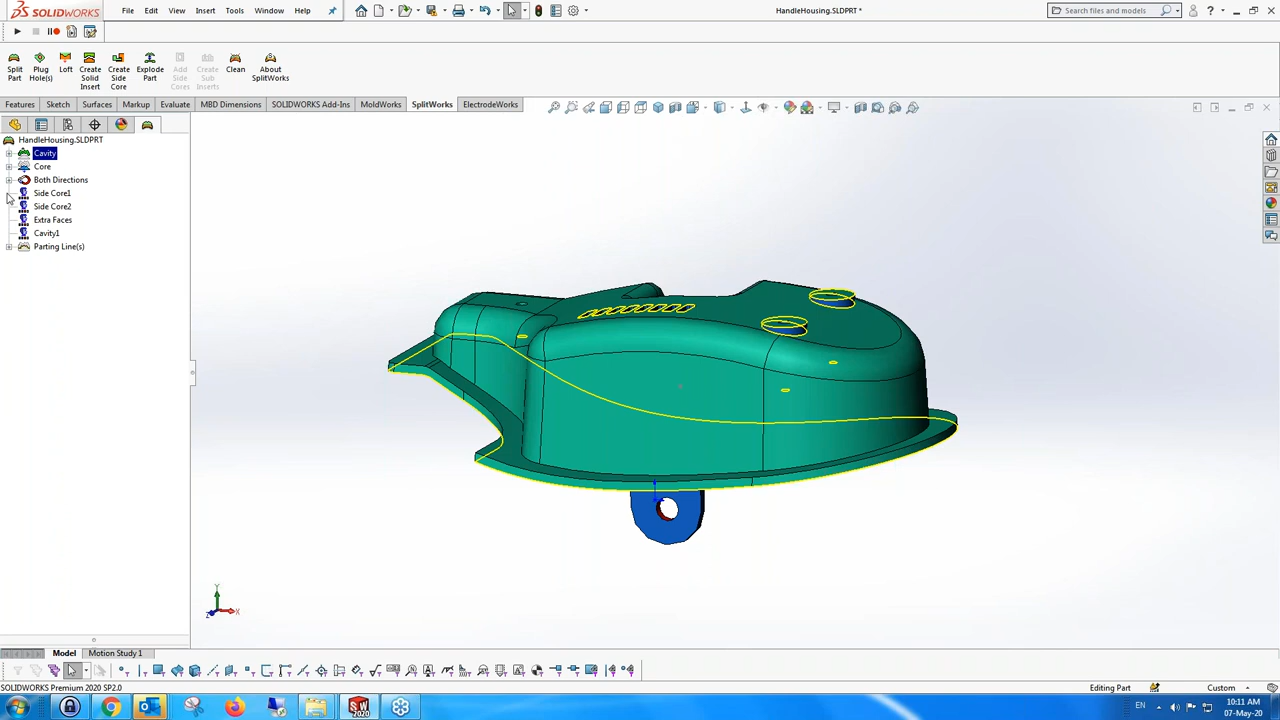 SOLIDWORKS File Edit View Insert Tools Window Help HandleHousing.SLDPRT * Search files and models
Split Part Plug Hole(s) Loft Create Solid Insert Create Side Core Explode Part Add Side Cores Create Sub Inserts Clean About SplitWorks
Features Sketch Surfaces Markup Evaluate MBD Dimensions SOLIDWORKS Add-Ins MoldWorks SplitWorks ElectrodeWorks
HandleHousing.SLDPRT
Cavity
Core
Both Directions
Side Core1
Side Core2
Extra Faces
Cavity1
Parting Line(s)
Y
X
Z
Model Motion Study 1
SOLIDWORKS Premium 2020 SP2.0 Editing Part Custom
SW 2020 EN 10:11 AM
07-May-20